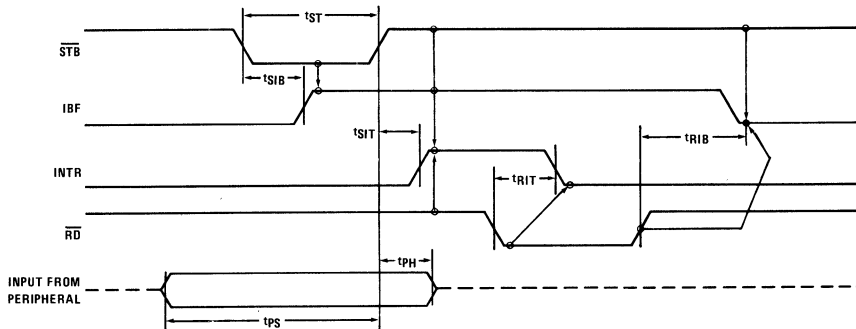 tST
STB
tSIB
IBF
tSIT
tRIB
INTR
tRIT
RD
tPH
INPUT FROM
PERIPHERAL
tPS